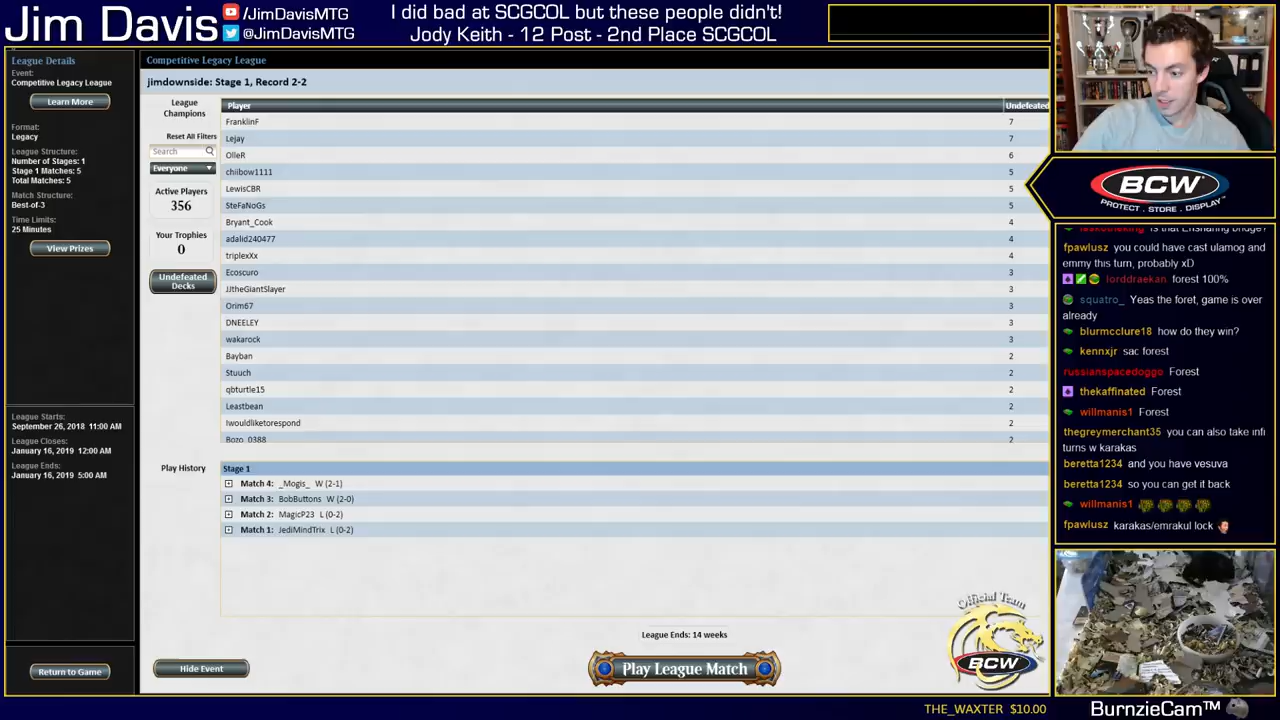 Jim Davis
/JimDavisMTG
@JimDavisMTG
I did bad at SCGCOL but these people didn't!
Jody Keith - 12 Post - 2nd Place SCGCOL
League Details
Event:
Competitive Legacy League
Learn More
Format:
Legacy
League Structure:
Number of Stages: 1
Stage 1 Matches: 5
Total Matches: 5
Match Structure:
Best-of-3
Time Limits:
25 Minutes
View Prizes
League Starts:
September 26, 2018 11:00 AM
League Closes:
January 16, 2019 12:00 AM
League Ends:
January 16, 2019 5:00 AM
Return to Game
Competitive Legacy League
jimdownside: Stage 1, Record 2-2
League
Champions
Reset All Filters
Search
Everyone
Active Players
356
Your Trophies
0
Undefeated
Decks
Player Undefeated
FranklinF 7
Lejay 7
OlleR 6
chiibow1111 5
LewisCBR 5
SteFaNoGs 5
Bryant_Cook 4
adalid240477 4
triplexXx 4
Ecoscuro 3
JJtheGiantSlayer 3
Orim67 3
DNEELEY 3
wakarock 3
Bayban 2
Stuuch 2
qbturtle15 2
Leastbean 2
Iwouldliketorespond 2
Bozo_0388 2
Play History
Stage 1
Match 4: _Mogis_ W (2-1)
Match 3: BobButtons W (2-0)
Match 2: MagicP23 L (0-2)
Match 1: JediMindTrix L (0-2)
League Ends: 14 weeks
Hide Event
Play League Match
Official Team
BCW
BCW
PROTECT. STORE. DISPLAY.
is that Ensnaring Bridge?
fpawlusz you could have cast ulamog and
emmy this turn, probably xD
lorddraekan forest 100%
squatro_ Yeas the foret, game is over
already
blurmcclure18 how do they win?
kennxjr sac forest
russianspacedoggo Forest
thekaffinated Forest
willmanis1 Forest
thegreymerchant35 you can also take infi
turns w karakas
beretta1234 and you have vesuva
beretta1234 so you can get it back
willmanis1
fpawlusz karakas/emrakul lock
THE_WAXTER $10.00
BurnzieCam™